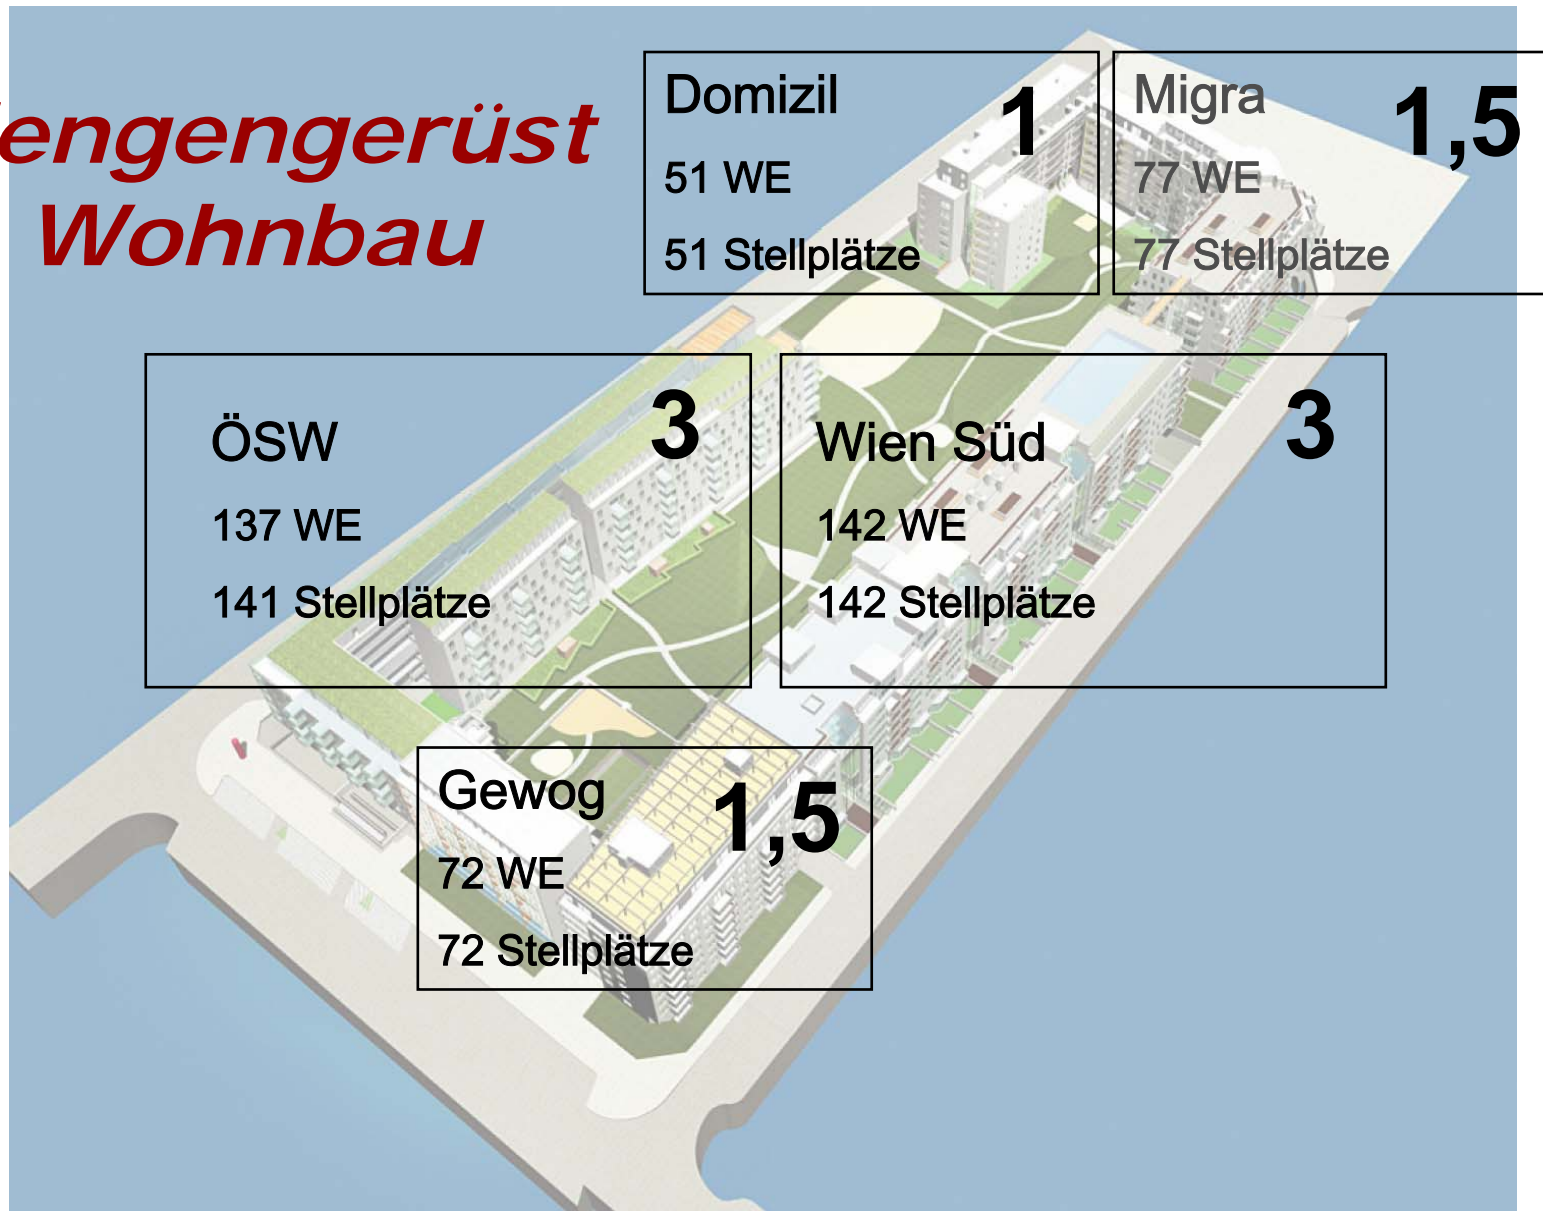 engengerüst
Wohnbau
Domizil 1
51 WE
51 Stellplätze
Migra 1,5
77 WE
77 Stellplätze
ÖSW 3
137 WE
141 Stellplätze
Wien Süd 3
142 WE
142 Stellplätze
Gewog 1,5
72 WE
72 Stellplätze